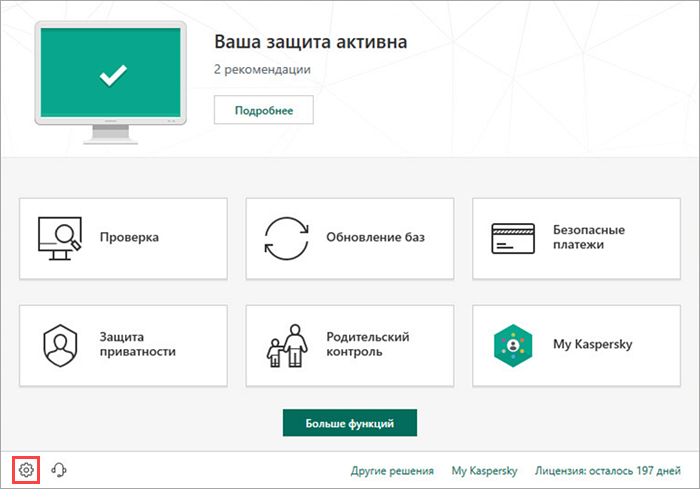 Ваша защита активна
2 рекомендации
Подробнее
Проверка
Обновление баз
Безопасные
платежи
Защита
приватности
Родительский
контроль
My Kaspersky
Больше функций
Другие решения
My Kaspersky
Лицензия: осталось 197 дней